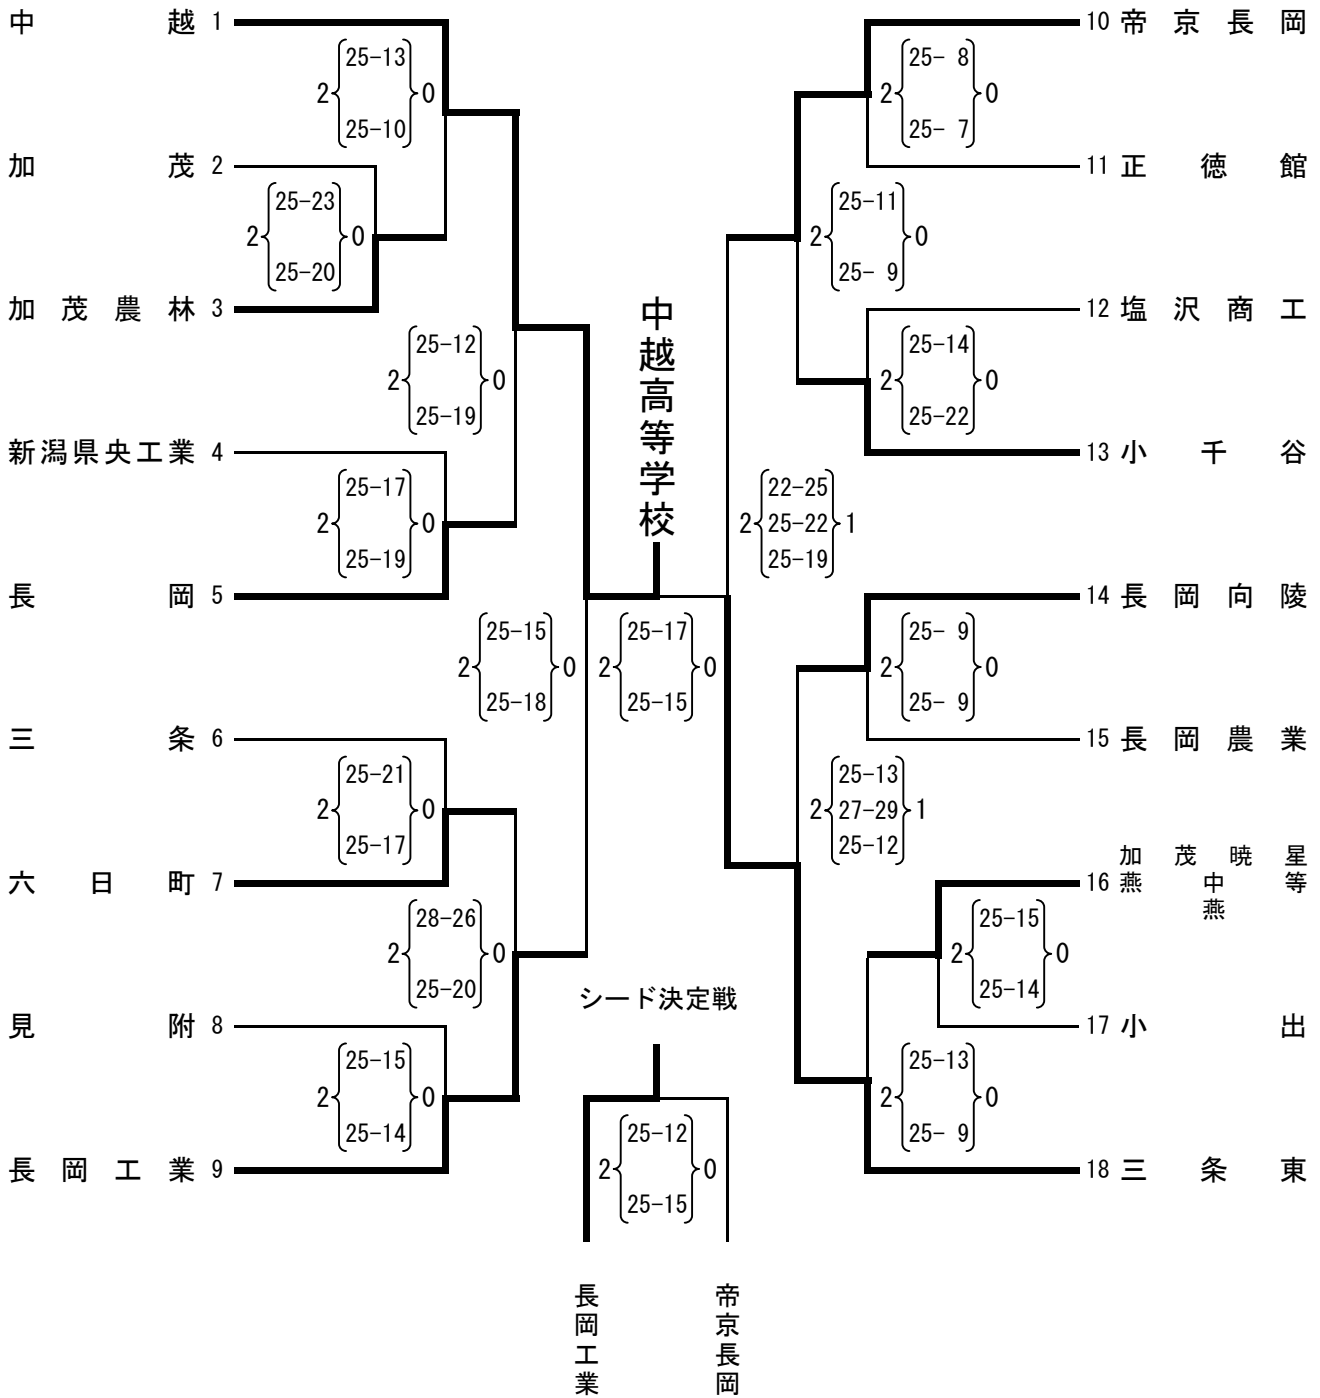 中越 1
25-13
2 0
25-10
加茂 2
25-23
2 0
25-20
加茂農林 3
25-12
2 0
25-19
新潟県央工業 4
25-17
2 0
25-19
長岡 5
25-15
2 0
25-18
三条 6
25-21
2 0
25-17
六日町 7
28-26
2 0
25-20
見附 8
25-15
2 0
25-14
長岡工業 9
中越高等学校
25-17
2 0
25-15
シード決定戦
25-12
2 0
25-15
長岡工業
帝京長岡
10 帝京長岡
25- 8
2 0
25- 7
11 正徳館
25-11
2 0
25- 9
12 塩沢商工
25-14
2 0
25-22
13 小千谷
22-25
2 25-22 1
25-19
14 長岡向陵
25- 9
2 0
25- 9
15 長岡農業
25-13
2 27-29 1
25-12
加茂暁星
16 燕中等
燕
25-15
2 0
25-14
17 小出
25-13
2 0
25- 9
18 三条東